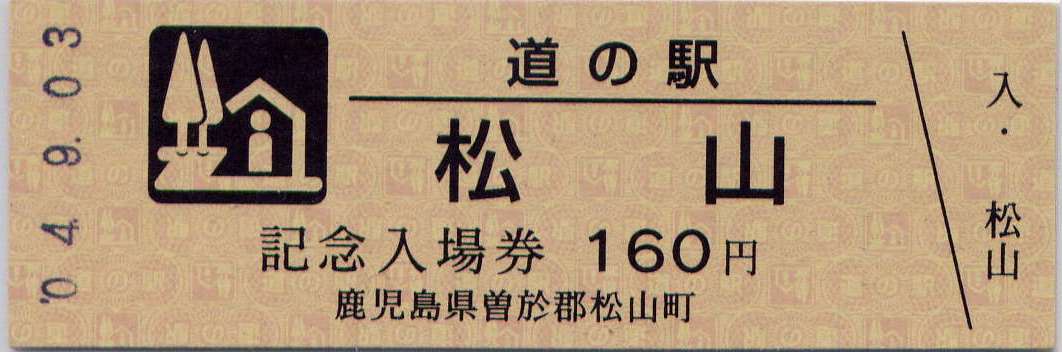 '04.9.03
道の駅
松山
記念入場券 160円
鹿児島県曽於郡松山町
入・松山